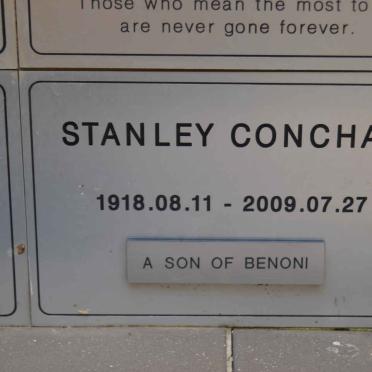 Those who mean the most to
are never gone forever.
STANLEY CONCHA
1918.08.11 - 2009.07.27
A SON OF BENONI